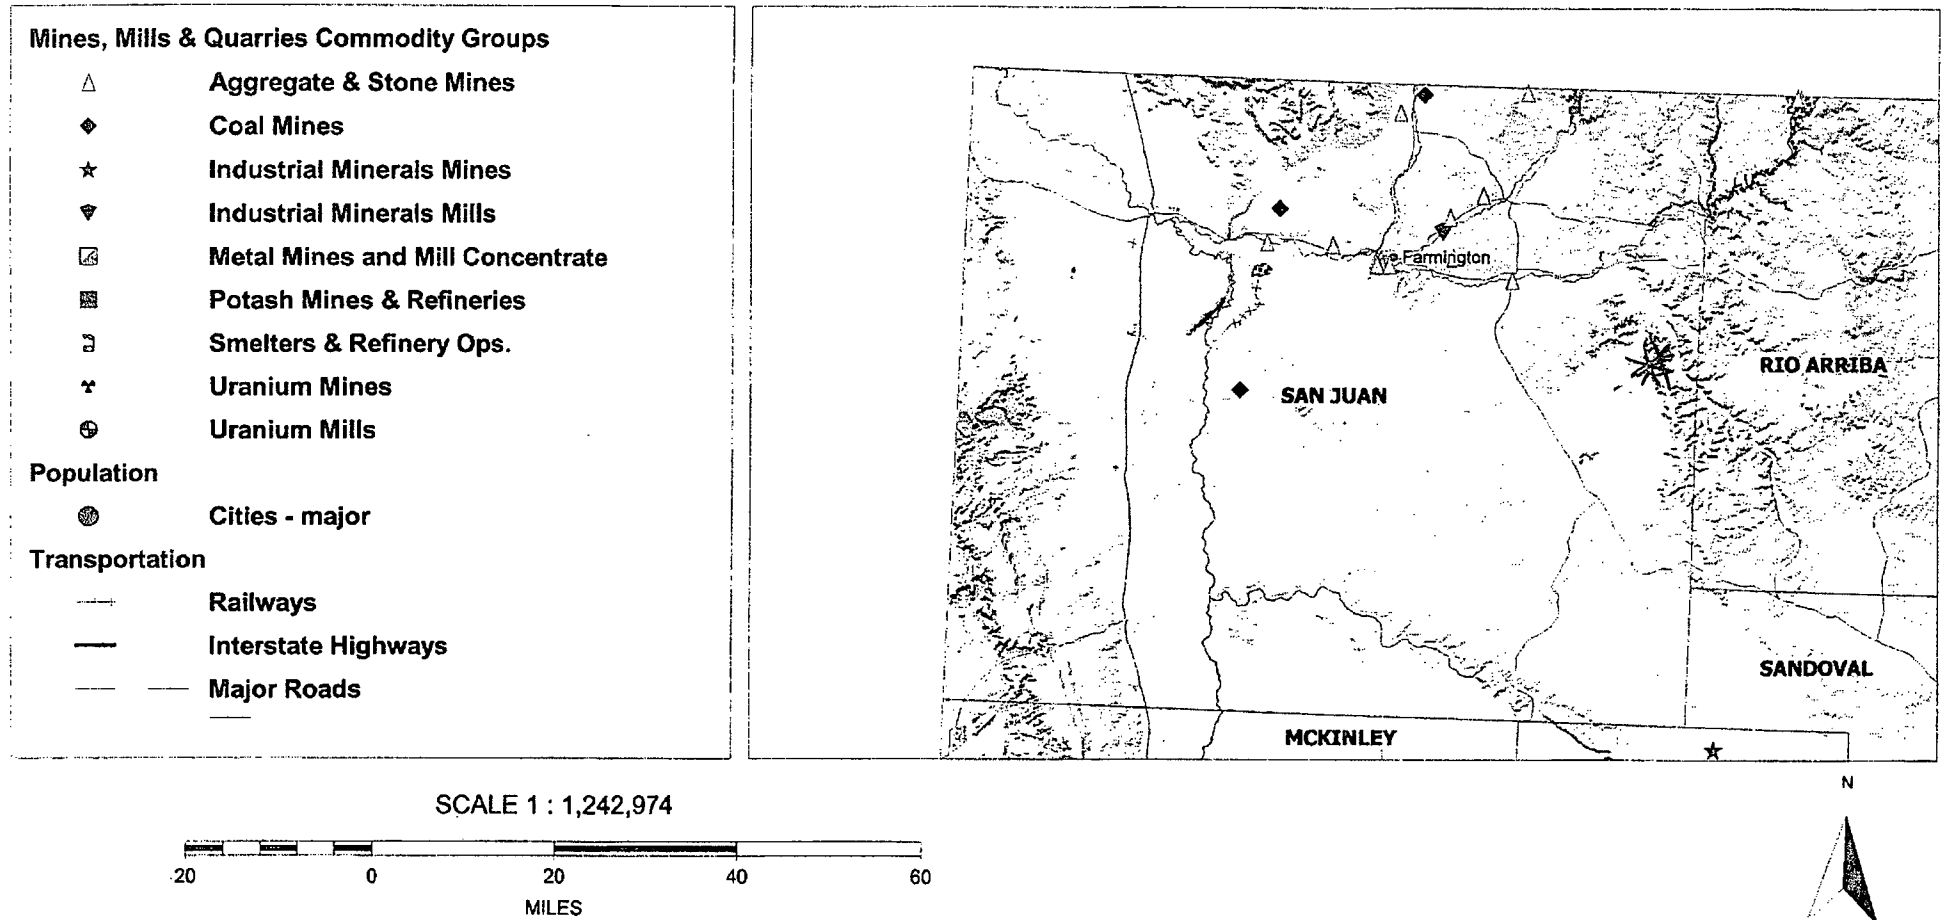 Mines, Mills & Quarries Commodity Groups
Aggregate & Stone Mines
Coal Mines
Industrial Minerals Mines
Industrial Minerals Mills
Metal Mines and Mill Concentrate
Potash Mines & Refineries
Smelters & Refinery Ops.
Uranium Mines
Uranium Mills
Population
Cities - major
Transportation
Railways
Interstate Highways
Major Roads
Farmington
RIO ARRIBA
SAN JUAN
SANDOVAL
MCKINLEY
N
SCALE 1 : 1,242,974
20 0 20 40 60
MILES